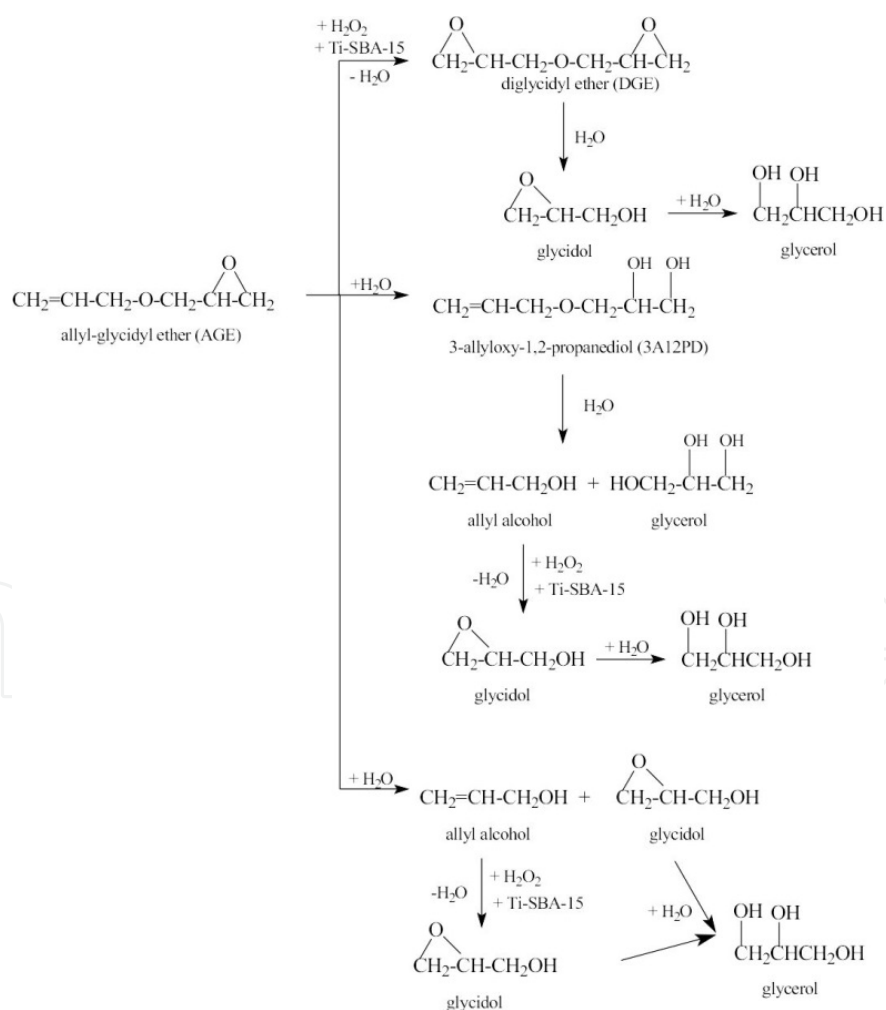 + H₂O₂
+ Ti-SBA-15
- H₂O
O O
CH₂-CH-CH₂-O-CH₂-CH-CH₂
diglycidyl ether (DGE)
H₂O
O
CH₂-CH-CH₂OH
glycidol
+ H₂O
OH OH
CH₂CHCH₂OH
glycerol
O
CH₂=CH-CH₂-O-CH₂-CH-CH₂
allyl-glycidyl ether (AGE)
+H₂O
OH OH
CH₂=CH-CH₂-O-CH₂-CH-CH₂
3-allyloxy-1,2-propanediol (3A12PD)
H₂O
OH OH
CH₂=CH-CH₂OH + HOCH₂-CH-CH₂
allyl alcohol glycerol
-H₂O
+ H₂O₂
+ Ti-SBA-15
O
CH₂-CH-CH₂OH
glycidol
+ H₂O
OH OH
CH₂CHCH₂OH
glycerol
+ H₂O
O
CH₂=CH-CH₂OH + CH₂-CH-CH₂OH
allyl alcohol glycidol
-H₂O
+ H₂O₂
+ Ti-SBA-15
O
CH₂-CH-CH₂OH
glycidol
+ H₂O
OH OH
CH₂CHCH₂OH
glycerol